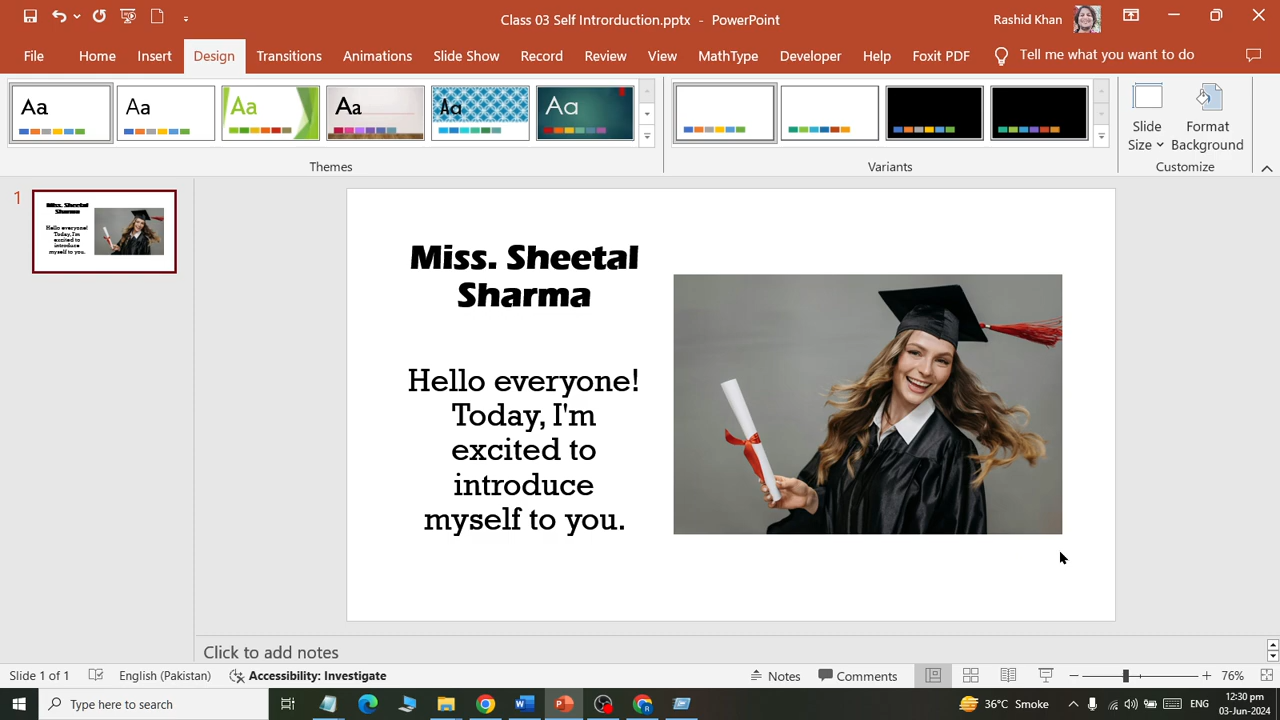 Class 03 Self Introrduction.pptx - PowerPoint
Rashid Khan
File Home Insert Design Transitions Animations Slide Show Record Review View MathType Developer Help Foxit PDF Tell me what you want to do
Aa Aa Aa Aa Aa Aa
Slide Size
Format Background
Themes Variants Customize
1
Miss. Sheetal
Sharma
Hello everyone!
Today, I'm
excited to
introduce
myself to you.
Miss. Sheetal
Sharma
Hello everyone!
Today, I'm
excited to
introduce
myself to you.
Click to add notes
Slide 1 of 1 English (Pakistan) Accessibility: Investigate Notes Comments 76%
Type here to search
36°C Smoke ENG
12:30 pm
03-Jun-2024